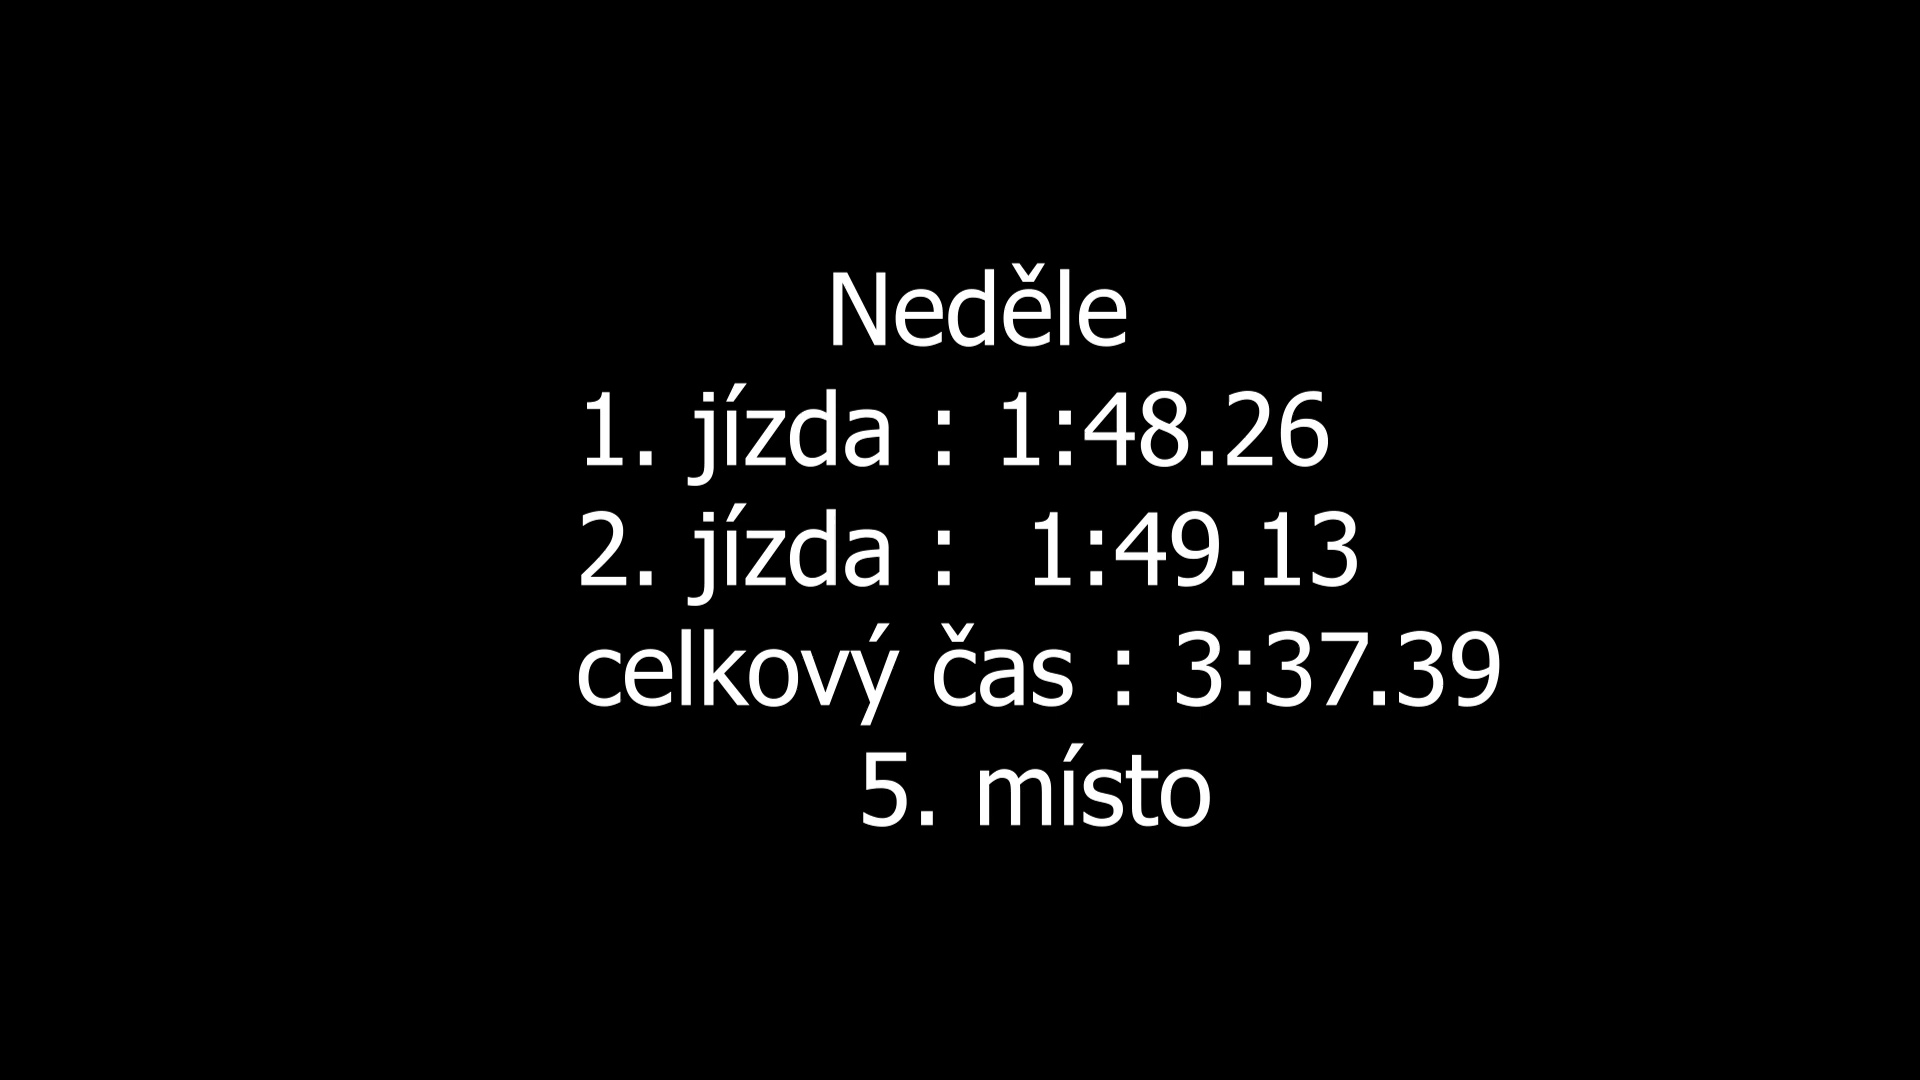 Neděle
1. jízda : 1:48.26
2. jízda :  1:49.13
celkový čas : 3:37.39
5. místo